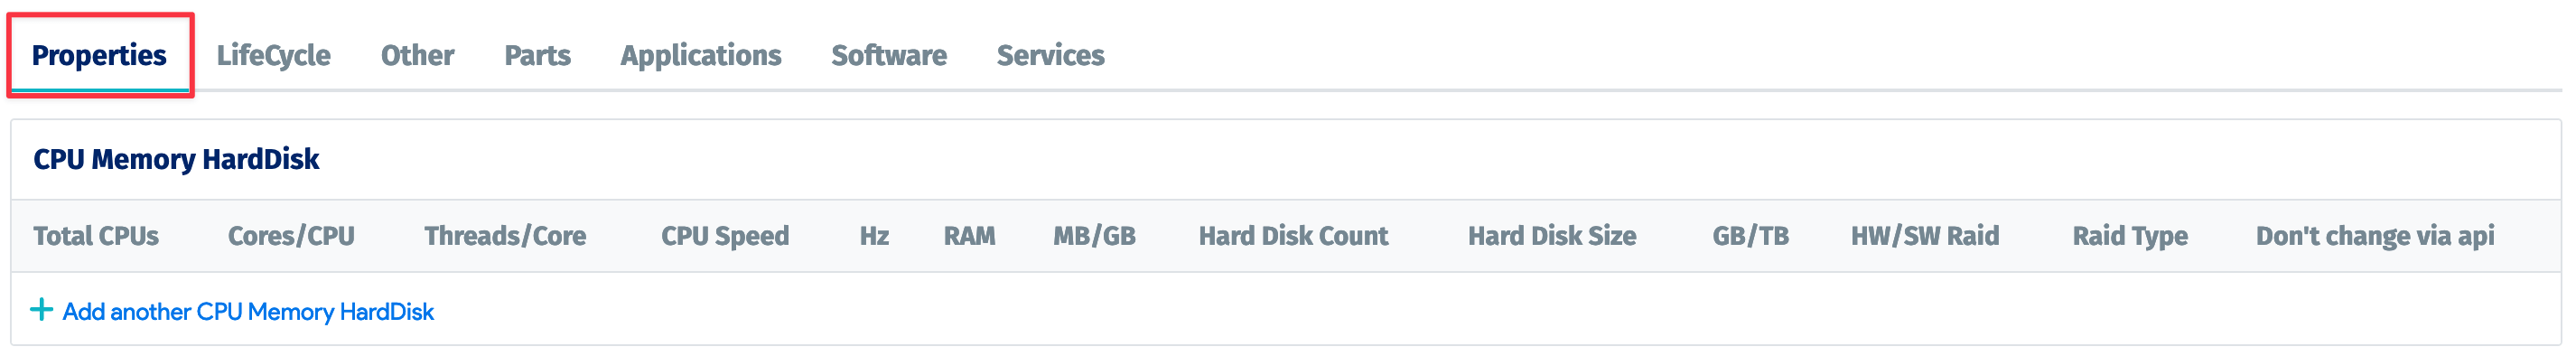 Properties LifeCycle Other Parts Applications Software Services
CPU Memory HardDisk
Total CPUs Cores/CPU Threads/Core CPU Speed Hz RAM MB/GB Hard Disk Count Hard Disk Size GB/TB HW/SW Raid Raid Type Don't change via api
+ Add another CPU Memory HardDisk